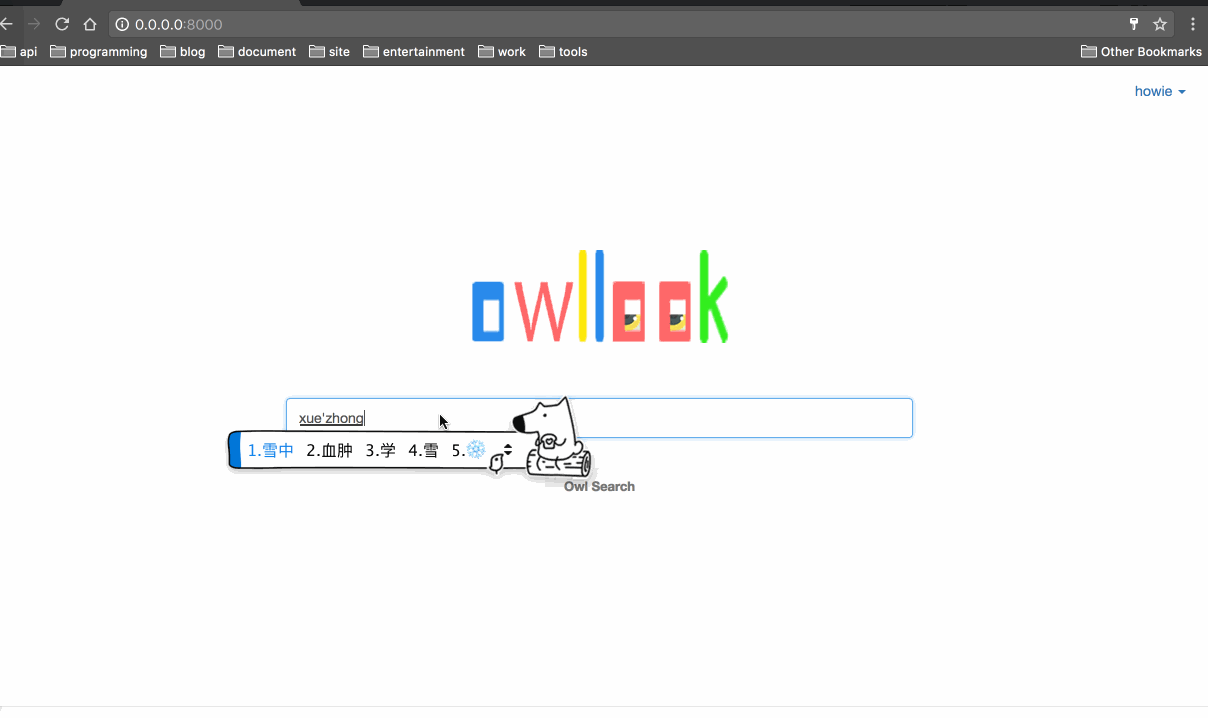 0.0.0.0:8000
api programming blog document site entertainment work tools Other Bookmarks
howie
owllook
xue'zhong
1.雪中 2.血肿 3.学 4.雪 5.❄
Owl Search